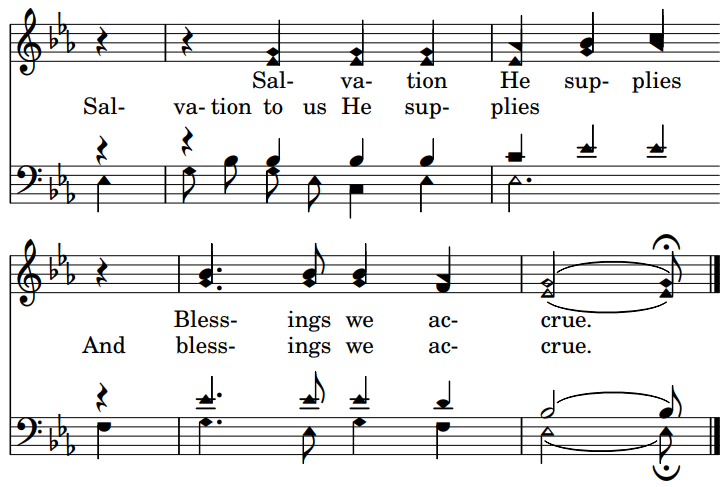 Sal- va- tion He sup- plies
Sal- va- tion to us He sup- plies
Bless- ings we ac- crue.
And bless- ings we ac- crue.